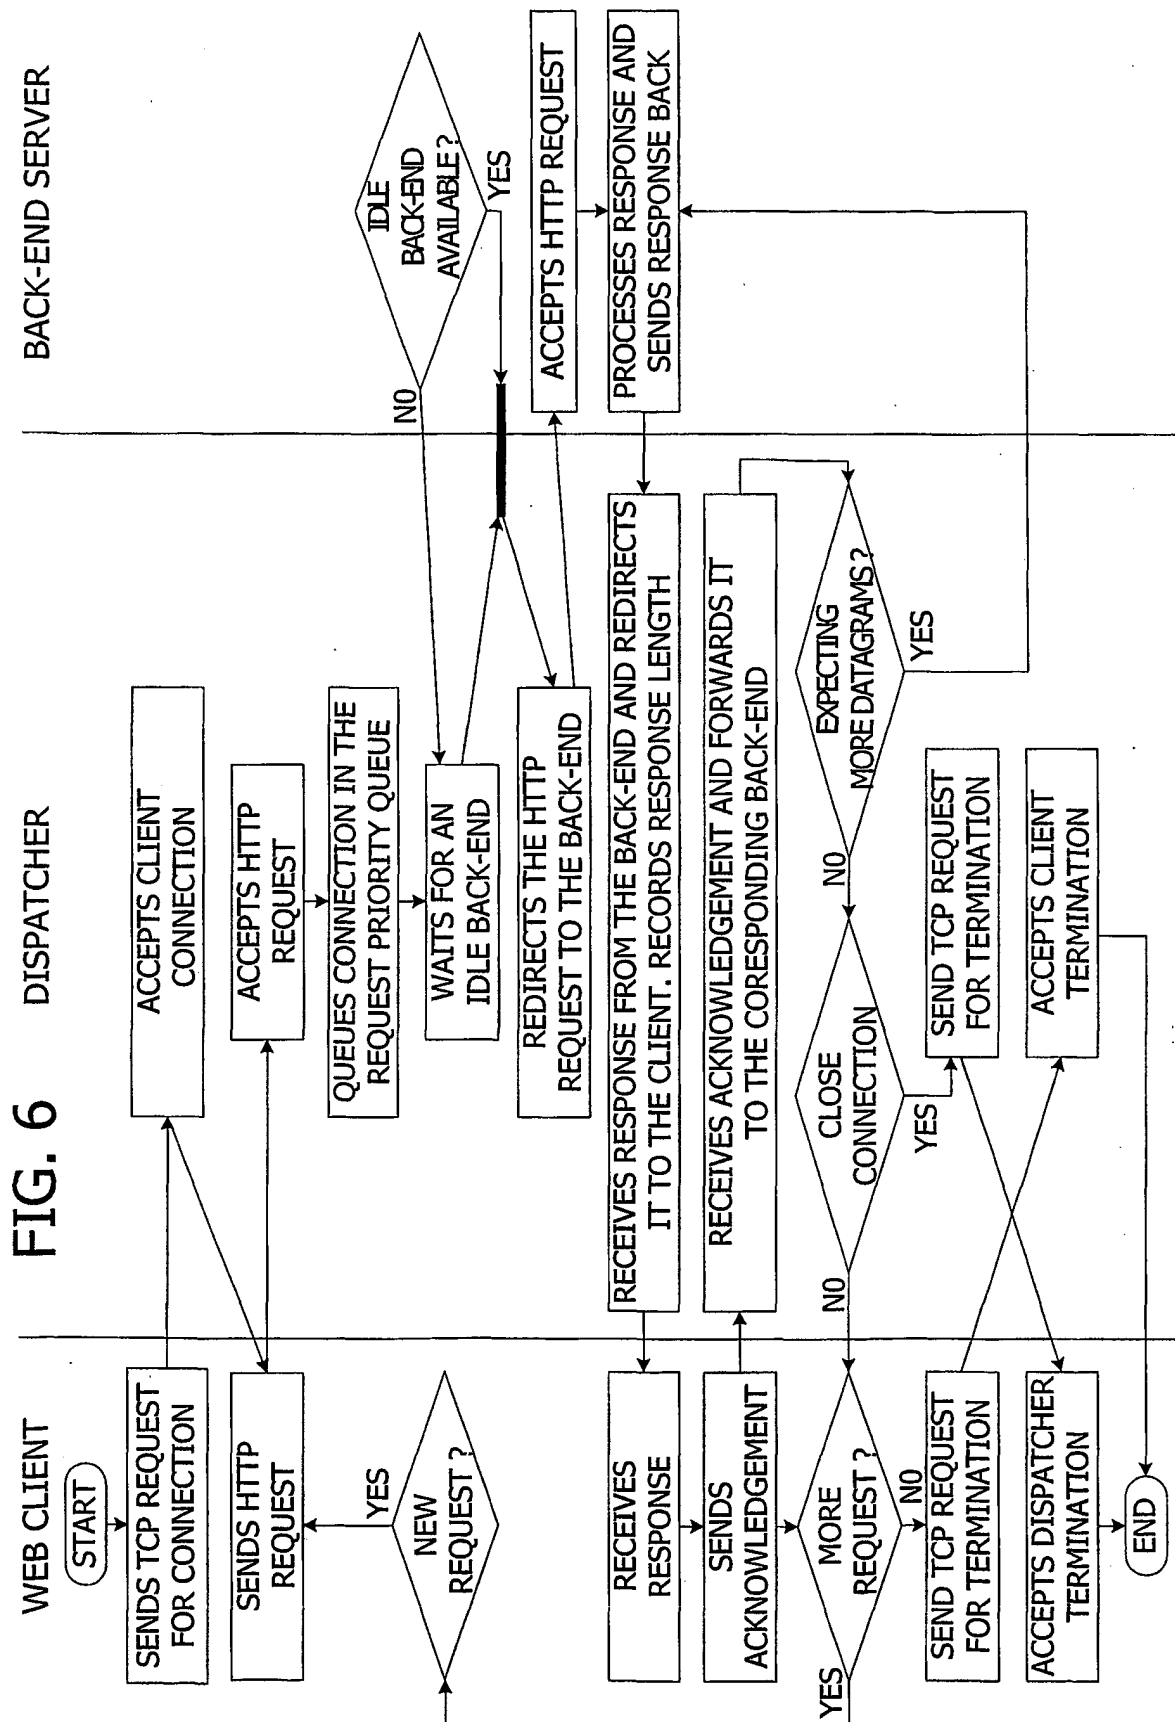 FIG. 6
WEB CLIENT
DISPATCHER
BACK-END SERVER
START
SENDS TCP REQUEST
FOR CONNECTION
ACCEPTS CLIENT
CONNECTION
SENDS HTTP
REQUEST
ACCEPTS HTTP
REQUEST
QUEUES CONNECTION IN THE
REQUEST PRIORITY QUEUE
YES
NEW
REQUEST ?
WAITS FOR AN
IDLE BACK-END
NO
IDLE
BACK-END
AVAILABLE ?
YES
REDIRECTS THE HTTP
REQUEST TO THE BACK-END
ACCEPTS HTTP REQUEST
PROCESSES RESPONSE AND
SENDS RESPONSE BACK
RECEIVES RESPONSE FROM THE BACK-END AND REDIRECTS
IT TO THE CLIENT. RECORDS RESPONSE LENGTH
RECEIVES
RESPONSE
SENDS
ACKNOWLEDGEMENT
RECEIVES ACKNOWLEDGEMENT AND FORWARDS IT
TO THE CORESPONDING BACK-END
EXPECTING
MORE DATAGRAMS ?
YES
NO
CLOSE
CONNECTION
YES
NO
MORE
REQUEST ?
YES
NO
SEND TCP REQUEST
FOR TERMINATION
SEND TCP REQUEST
FOR TERMINATION
ACCEPTS DISPATCHER
TERMINATION
ACCEPTS CLIENT
TERMINATION
END